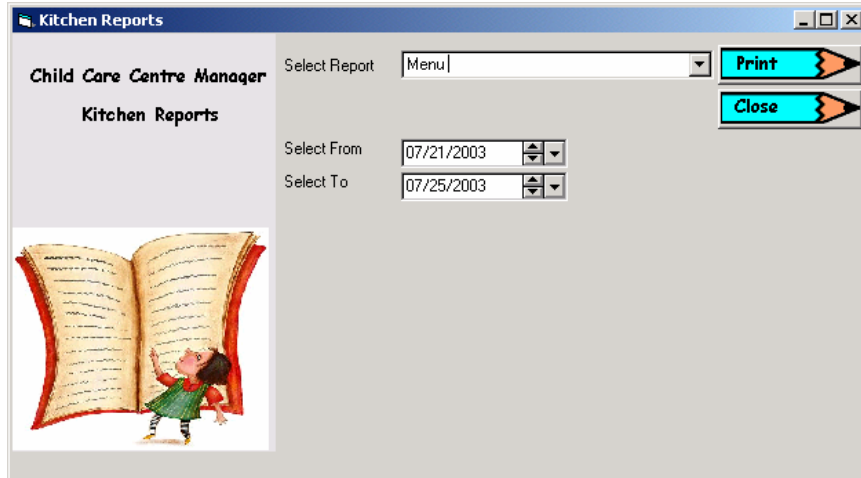 Kitchen Reports
Child Care Centre Manager
Kitchen Reports
Select Report
Menu
Print
Close
Select From
07/21/2003
Select To
07/25/2003